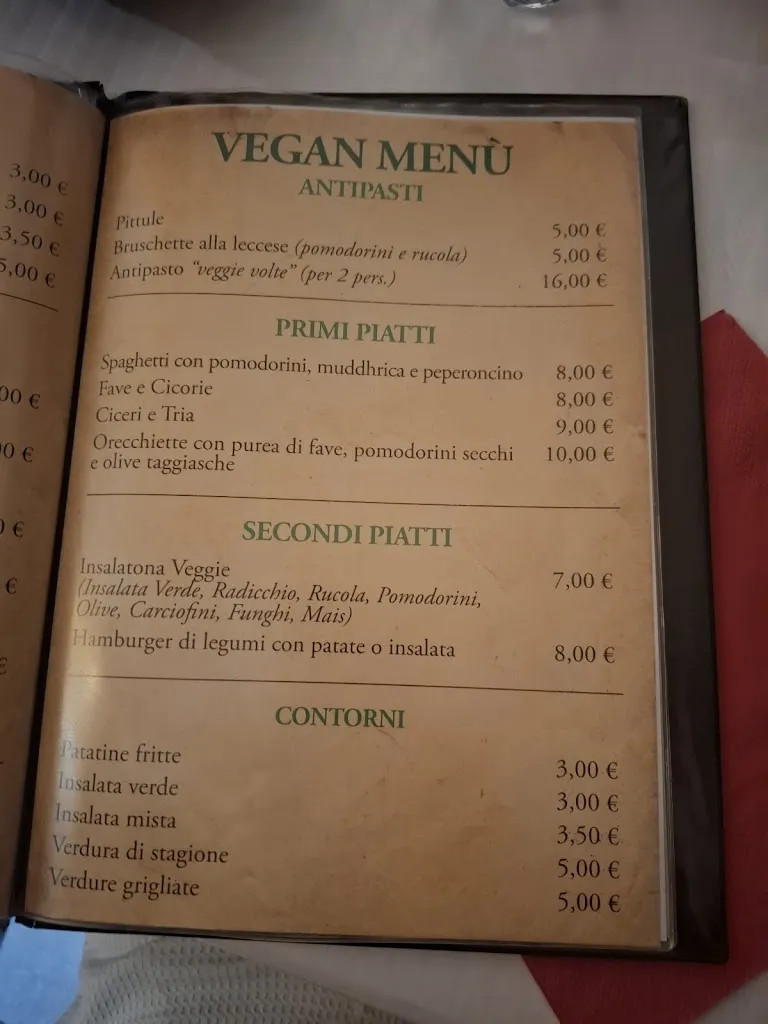 3,00 €
3,00 €
3,50 €
5,00 €
VEGAN MENÙ
ANTIPASTI
Pittule 5,00 €
Bruschette alla leccese (pomodorini e rucola) 5,00 €
Antipasto “veggie volte” (per 2 pers.) 16,00 €
PRIMI PIATTI
Spaghetti con pomodorini, muddhrica e peperoncino 8,00 €
Fave e Cicorie 8,00 €
Ciceri e Tria 9,00 €
Orecchiette con purea di fave, pomodorini secchi 10,00 €
e olive taggiasche
SECONDI PIATTI
Insalatona Veggie 7,00 €
(Insalata Verde, Radicchio, Rucola, Pomodorini,
Olive, Carciofini, Funghi, Mais)
Hamburger di legumi con patate o insalata 8,00 €
CONTORNI
Patatine fritte 3,00 €
Insalata verde 3,00 €
Insalata mista 3,50 €
Verdura di stagione 5,00 €
Verdure grigliate 5,00 €